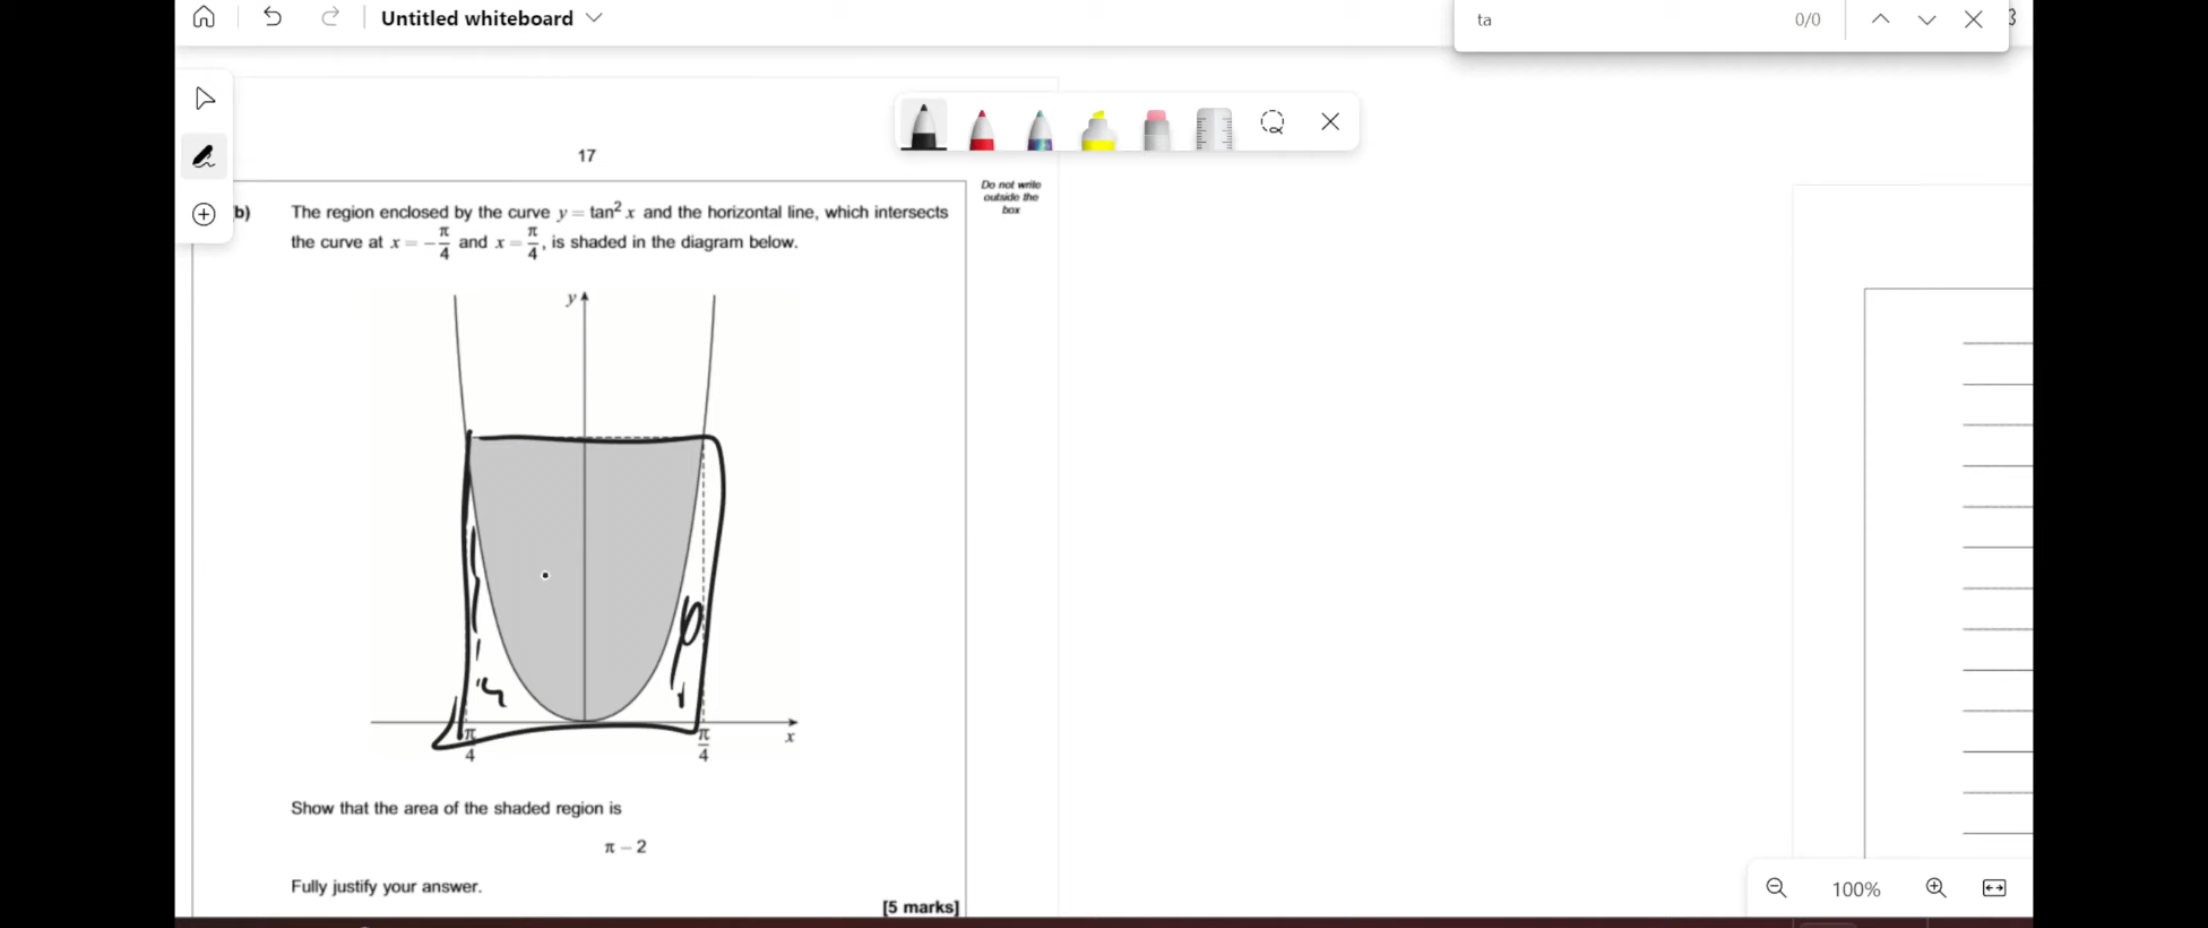 Untitled whiteboard
ta
0/0
17
Do not write
outside the
box
b) The region enclosed by the curve y = tan² x and the horizontal line, which intersects
the curve at x = −π/4 and x = π/4, is shaded in the diagram below.
y
x
π/4
π/4
Show that the area of the shaded region is
π − 2
Fully justify your answer.
[5 marks]
100%